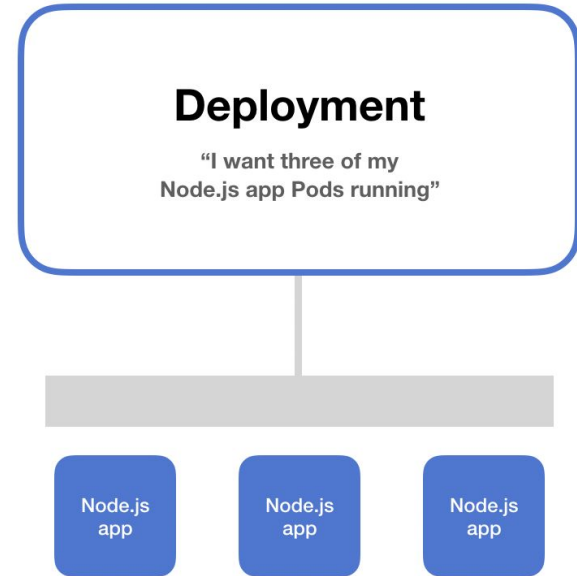 Deployment
“I want three of my
Node.js app Pods running”
Node.js
app
Node.js
app
Node.js
app